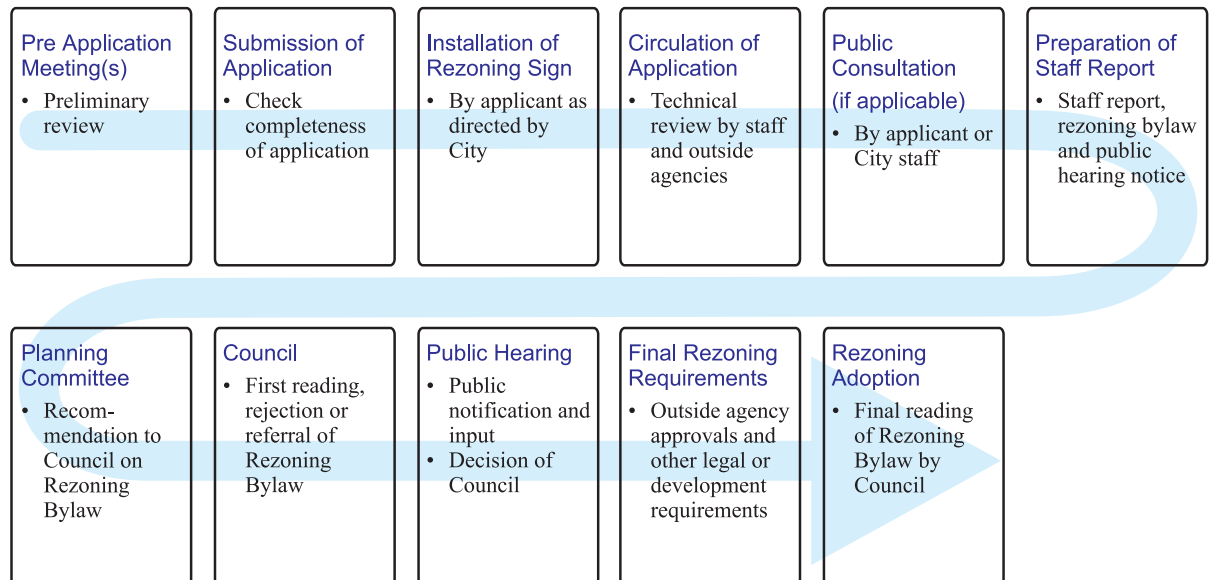 Pre Application
Meeting(s)
• Preliminary
review
Submission of
Application
• Check
completeness
of application
Installation of
Rezoning Sign
• By applicant as
directed by
City
Circulation of
Application
• Technical
review by staff
and outside
agencies
Public
Consultation
(if applicable)
• By applicant or
City staff
Preparation of
Staff Report
• Staff report,
rezoning bylaw
and public
hearing notice
Planning
Committee
• Recom-
mendation to
Council on
Rezoning
Bylaw
Council
• First reading,
rejection or
referral of
Rezoning
Bylaw
Public Hearing
• Public
notification and
input
• Decision of
Council
Final Rezoning
Requirements
• Outside agency
approvals and
other legal or
development
requirements
Rezoning
Adoption
• Final reading
of Rezoning
Bylaw by
Council